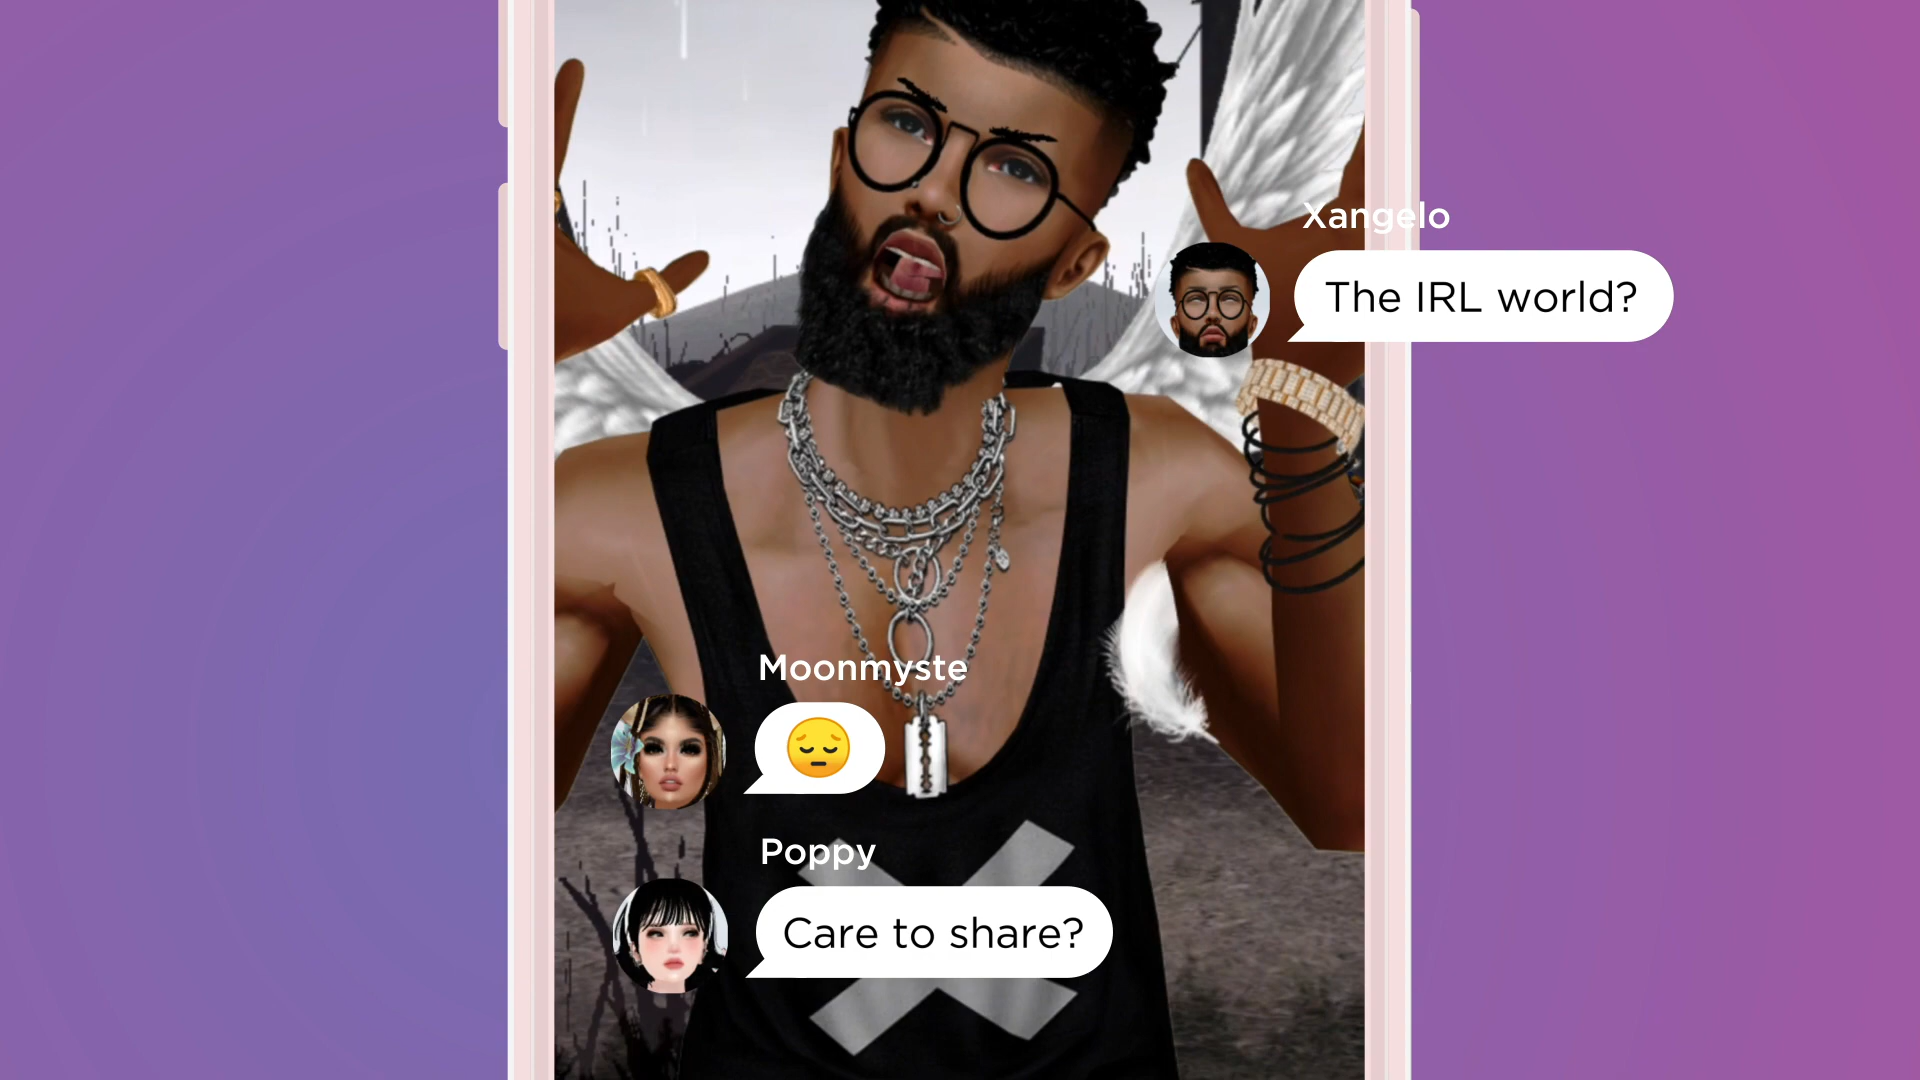 Xangelo
The IRL world?
Moonmyste
😔
Poppy
Care to share?